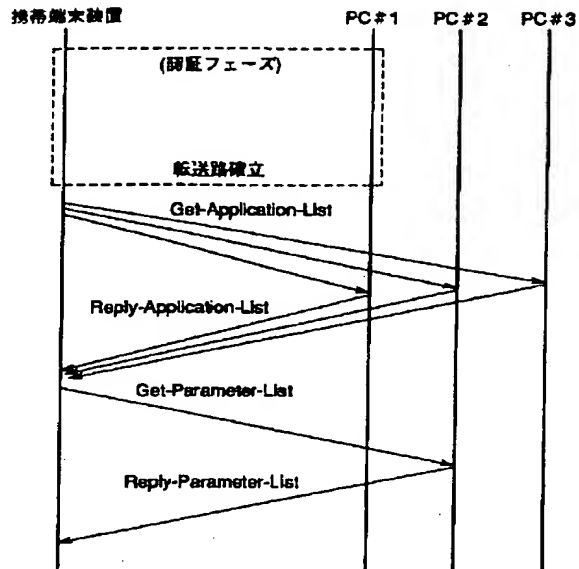 携帯端末装置 PC#1 PC#2 PC#3
(認証フェーズ)
転送路確立
Get-Application-List
Reply-Application-List
Get-Parameter-List
Reply-Parameter-List